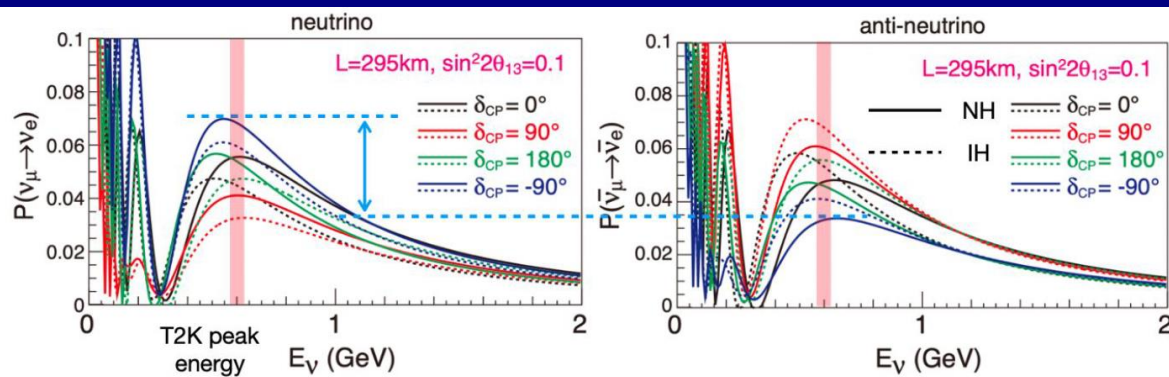 neutrino
0.1
0.08
0.06
0.04
0.02
0
P(νμ→νe)
L=295km, sin²2θ13=0.1
δCP = 0°
δCP = 90°
δCP = 180°
δCP = -90°
0
1
2
T2K peak
energy
Eν (GeV)
anti-neutrino
0.1
0.08
0.06
0.04
0.02
0
P(ν̄μ→ν̄e)
L=295km, sin²2θ13=0.1
NH
IH
δCP = 0°
δCP = 90°
δCP = 180°
δCP = -90°
0
1
2
Eν (GeV)